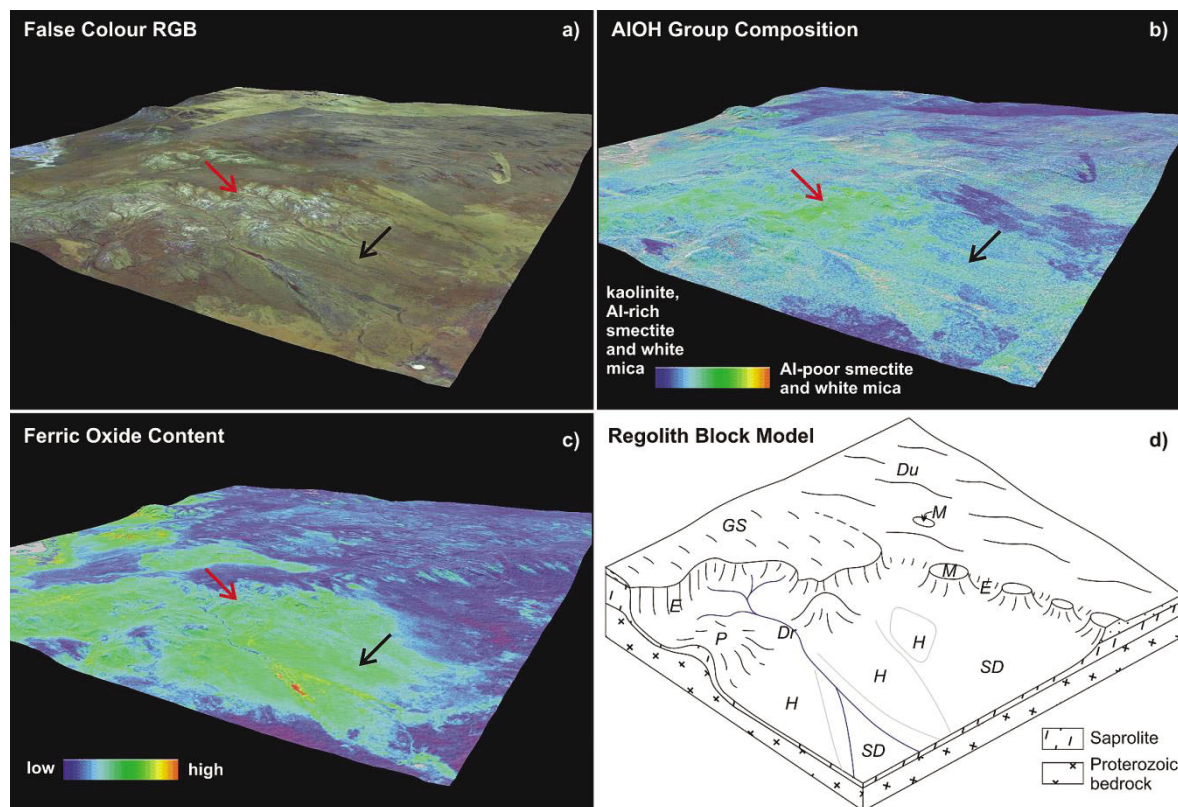 False Colour RGB
a)
AlOH Group Composition
b)
kaolinite,
Al-rich
smectite
and white
mica
Al-poor smectite
and white mica
Ferric Oxide Content
c)
low
high
Regolith Block Model
d)
Du
M
GS
M
E
E
P
Dr
H
H
SD
H
SD
Saprolite
Proterozoic
bedrock